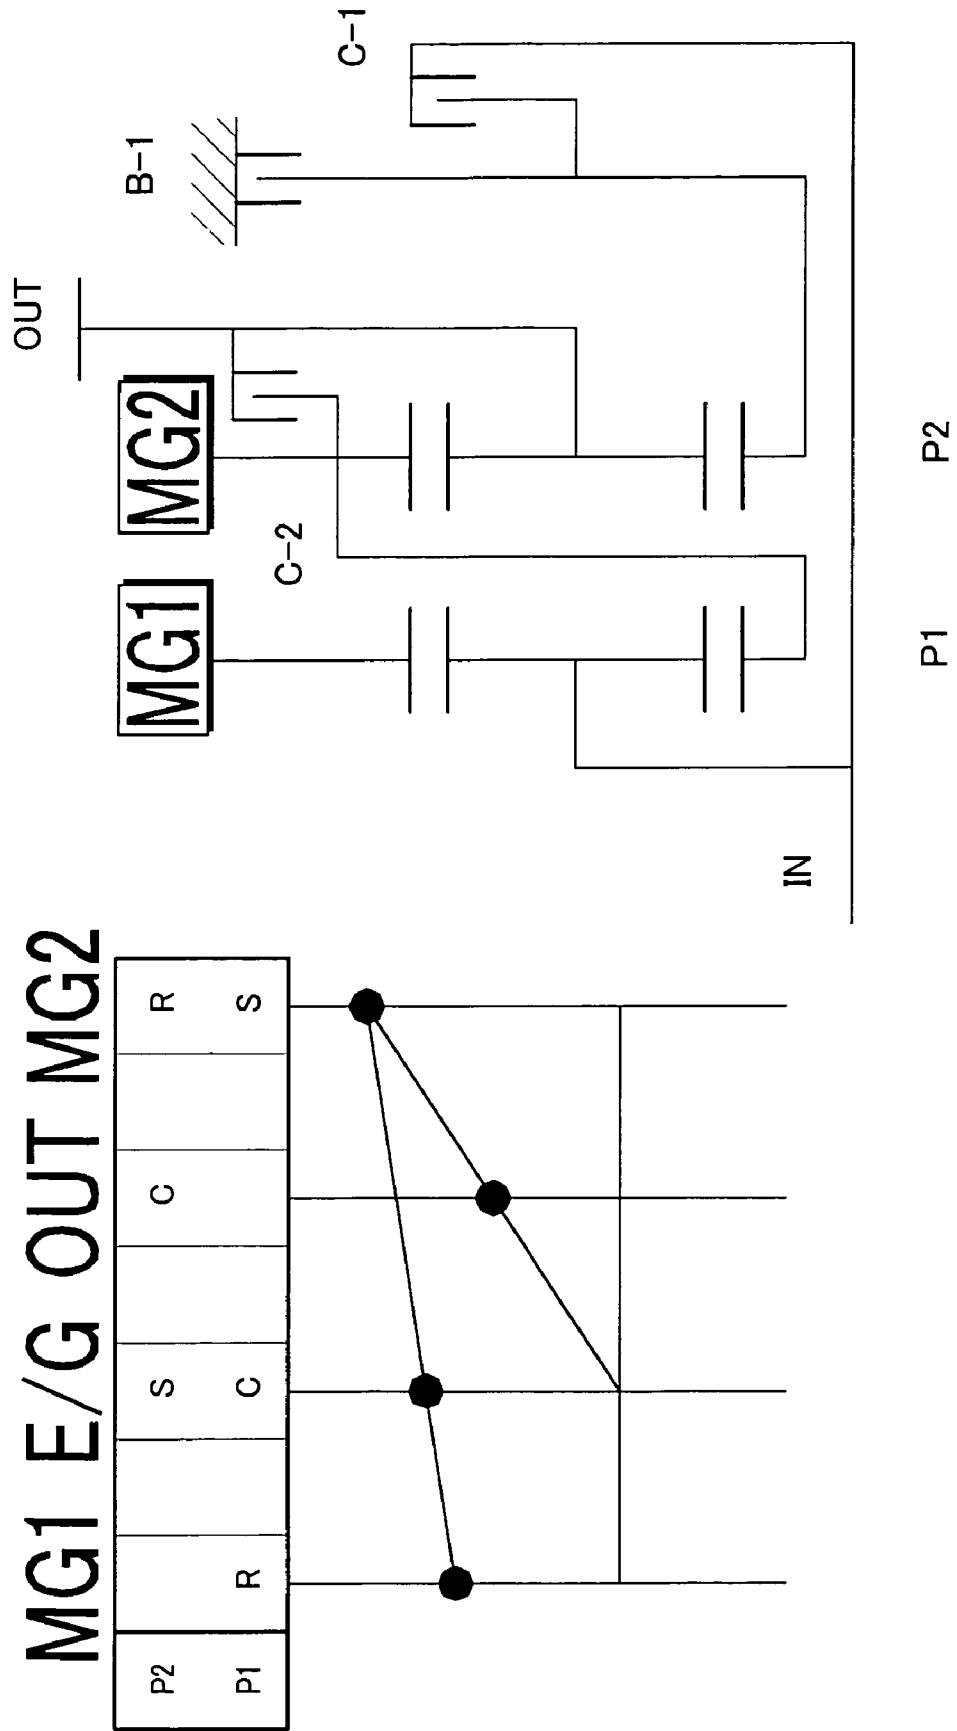 MG1 E/G OUT MG2
P2 S C R
P1 R C S
OUT
B-1
C-1
MG1
MG2
C-2
IN
P1
P2